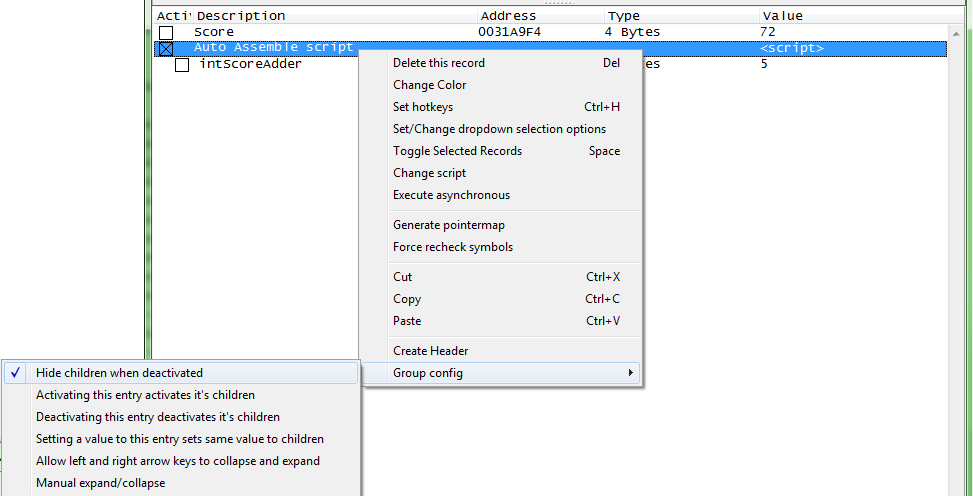 Activ Description Address Type Value
Score 0031A9F4 4 Bytes 72
Auto Assemble script <script>
intScoreAdder es 5
Delete this record Del
Change Color
Set hotkeys Ctrl+H
Set/Change dropdown selection options
Toggle Selected Records Space
Change script
Execute asynchronous
Generate pointermap
Force recheck symbols
Cut Ctrl+X
Copy Ctrl+C
Paste Ctrl+V
Create Header
Group config
Hide children when deactivated
Activating this entry activates it's children
Deactivating this entry deactivates it's children
Setting a value to this entry sets same value to children
Allow left and right arrow keys to collapse and expand
Manual expand/collapse